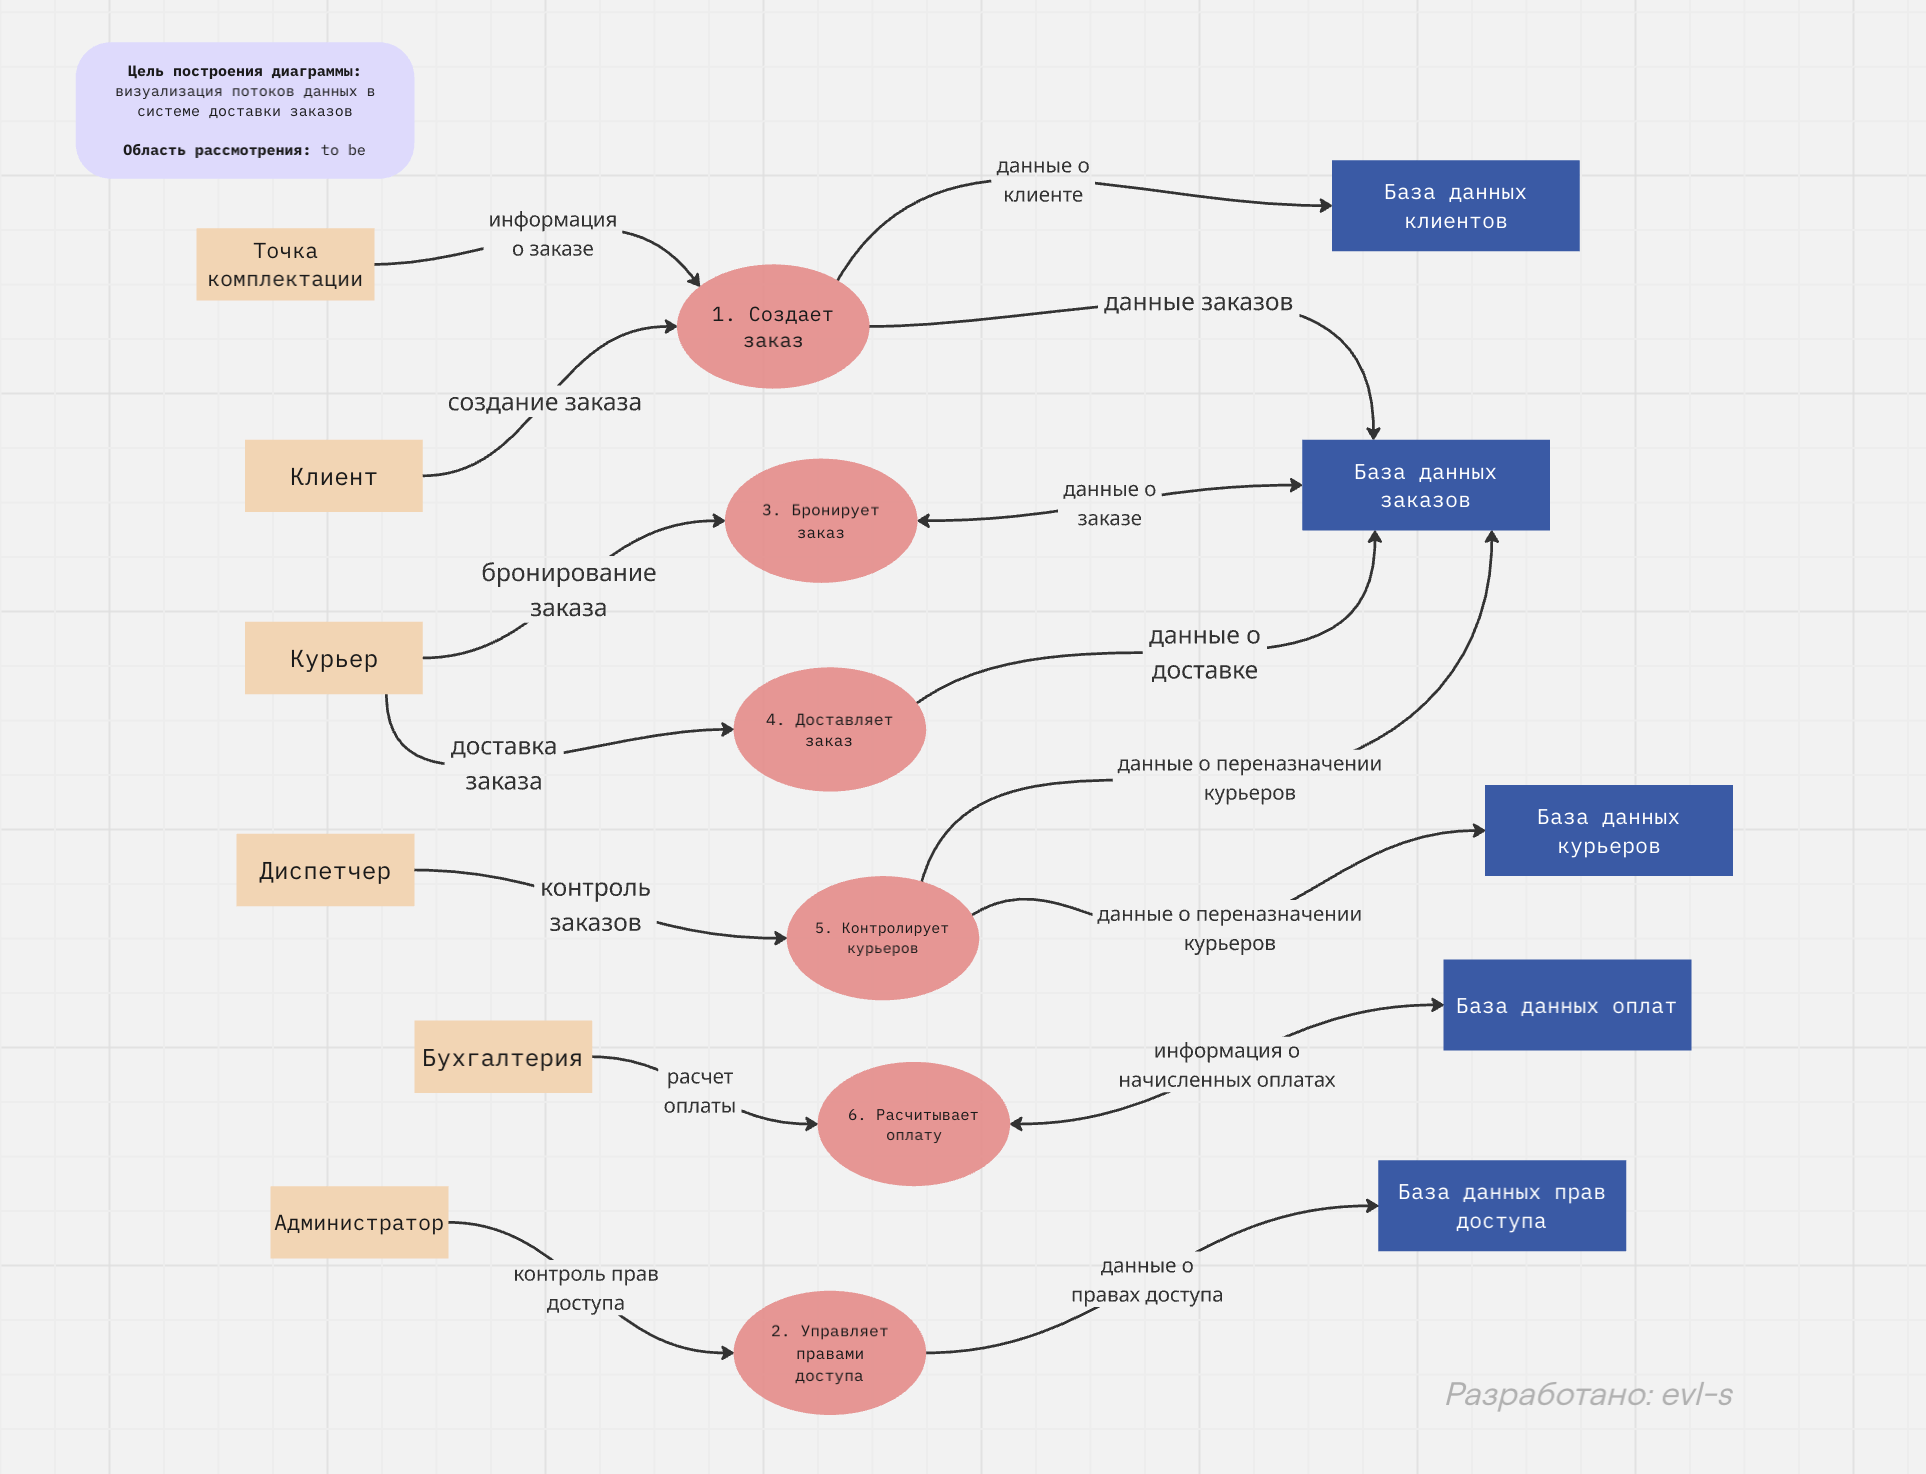 Цель построения диаграммы:
визуализация потоков данных в
системе доставки заказов
Область рассмотрения: to be
Точка
комплектации
информация
о заказе
1. Создает
заказ
данные о
клиенте
База данных
клиентов
данные заказов
создание заказа
Клиент
База данных
заказов
3. Бронирует
заказ
данные о
заказе
бронирование
заказа
Курьер
доставка
заказа
4. Доставляет
заказ
данные о
доставке
данные о переназначении
курьеров
База данных
курьеров
Диспетчер
контроль
заказов
5. Контролирует
курьеров
данные о переназначении
курьеров
База данных оплат
Бухгалтерия
расчет
оплаты
6. Расчитывает
оплату
информация о
начисленных оплатах
База данных прав
доступа
Администратор
контроль прав
доступа
2. Управляет
правами
доступа
данные о
правах доступа
Разработано: evl-s